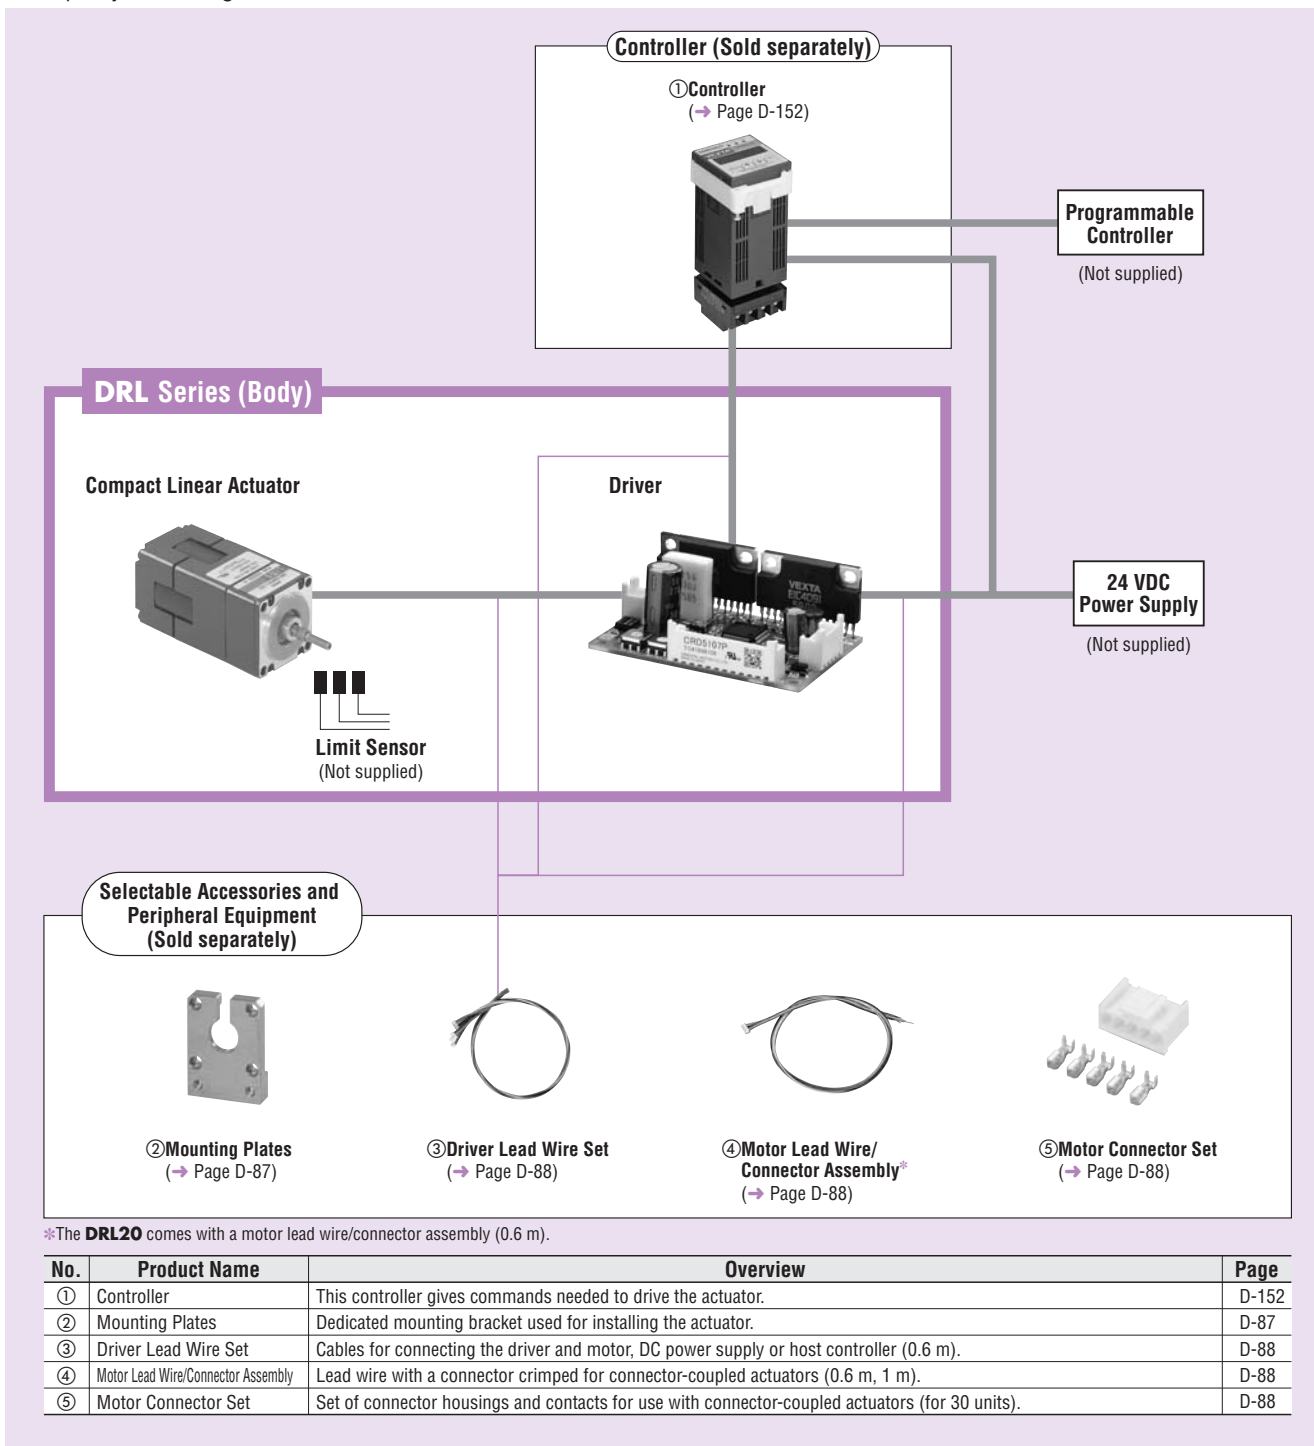 Controller (Sold separately)
①Controller
(→ Page D-152)
Programmable
Controller
(Not supplied)
DRL Series (Body)
Compact Linear Actuator
Driver
24 VDC
Power Supply
(Not supplied)
VEXTA
CRD5107P
Limit Sensor
(Not supplied)
Selectable Accessories and
Peripheral Equipment
(Sold separately)
②Mounting Plates
(→ Page D-87)
③Driver Lead Wire Set
(→ Page D-88)
④Motor Lead Wire/
Connector Assembly*
(→ Page D-88)
⑤Motor Connector Set
(→ Page D-88)
*The DRL20 comes with a motor lead wire/connector assembly (0.6 m).
No. Product Name Overview Page
① Controller This controller gives commands needed to drive the actuator. D-152
② Mounting Plates Dedicated mounting bracket used for installing the actuator. D-87
③ Driver Lead Wire Set Cables for connecting the driver and motor, DC power supply or host controller (0.6 m). D-88
④ Motor Lead Wire/Connector Assembly Lead wire with a connector crimped for connector-coupled actuators (0.6 m, 1 m). D-88
⑤ Motor Connector Set Set of connector housings and contacts for use with connector-coupled actuators (for 30 units). D-88